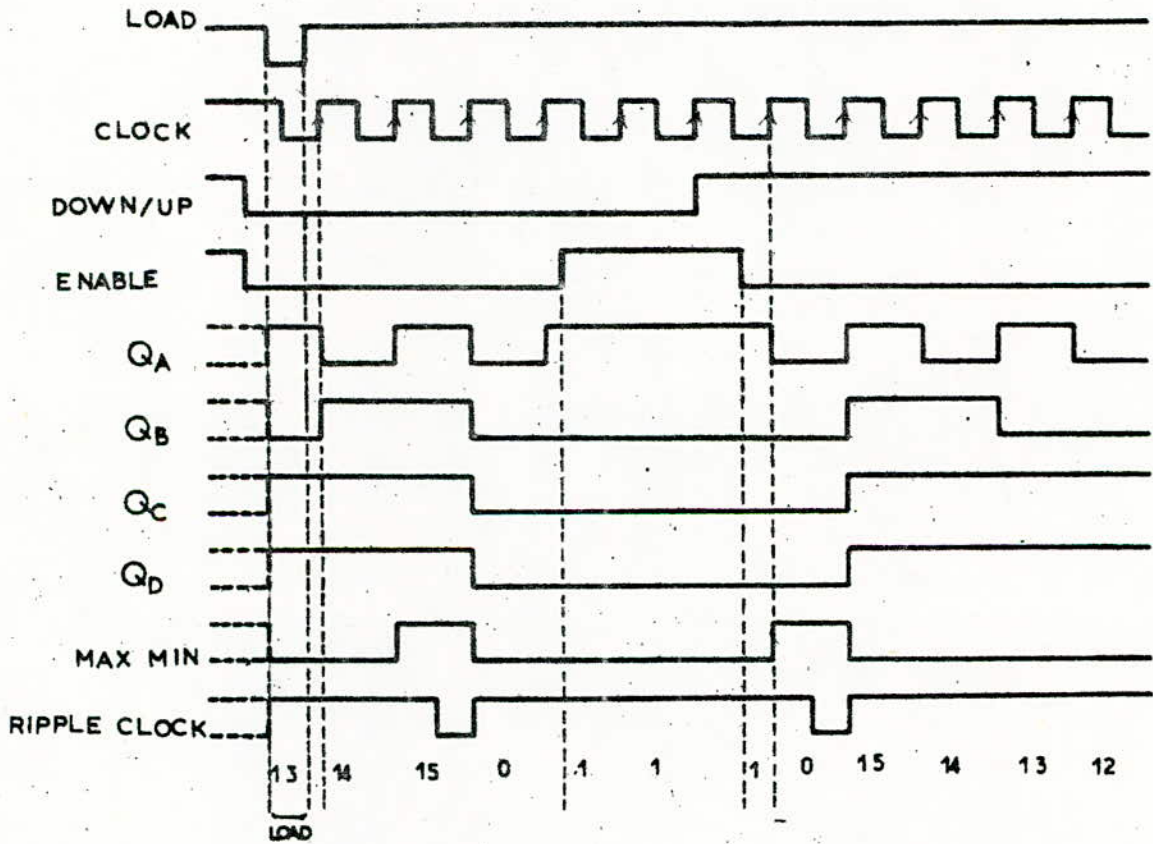 LOAD
CLOCK
DOWN/UP
ENABLE
QA
QB
QC
QD
MAX MIN
RIPPLE CLOCK
13 14 15 0 1 1 1 0 15 14 13 12
LOAD